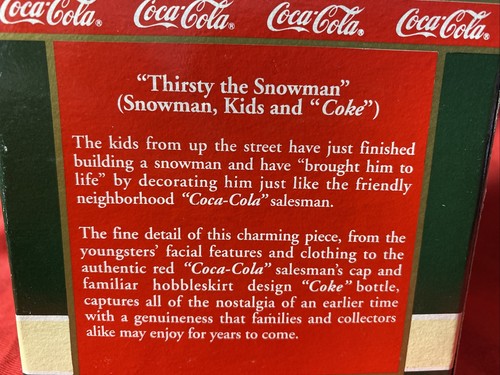 Coca-Cola® Coca-Cola® Coca-Cola® Coca-Cola®
“Thirsty the Snowman”
(Snowman, Kids and “Coke”)
The kids from up the street have just finished
building a snowman and have “brought him to
life” by decorating him just like the friendly
neighborhood “Coca-Cola” salesman.
The fine detail of this charming piece, from the
youngsters’ facial features and clothing to the
authentic red “Coca-Cola” salesman’s cap and
familiar hobbleskirt design “Coke” bottle,
captures all of the nostalgia of an earlier time
with a genuineness that families and collectors
alike may enjoy for years to come.